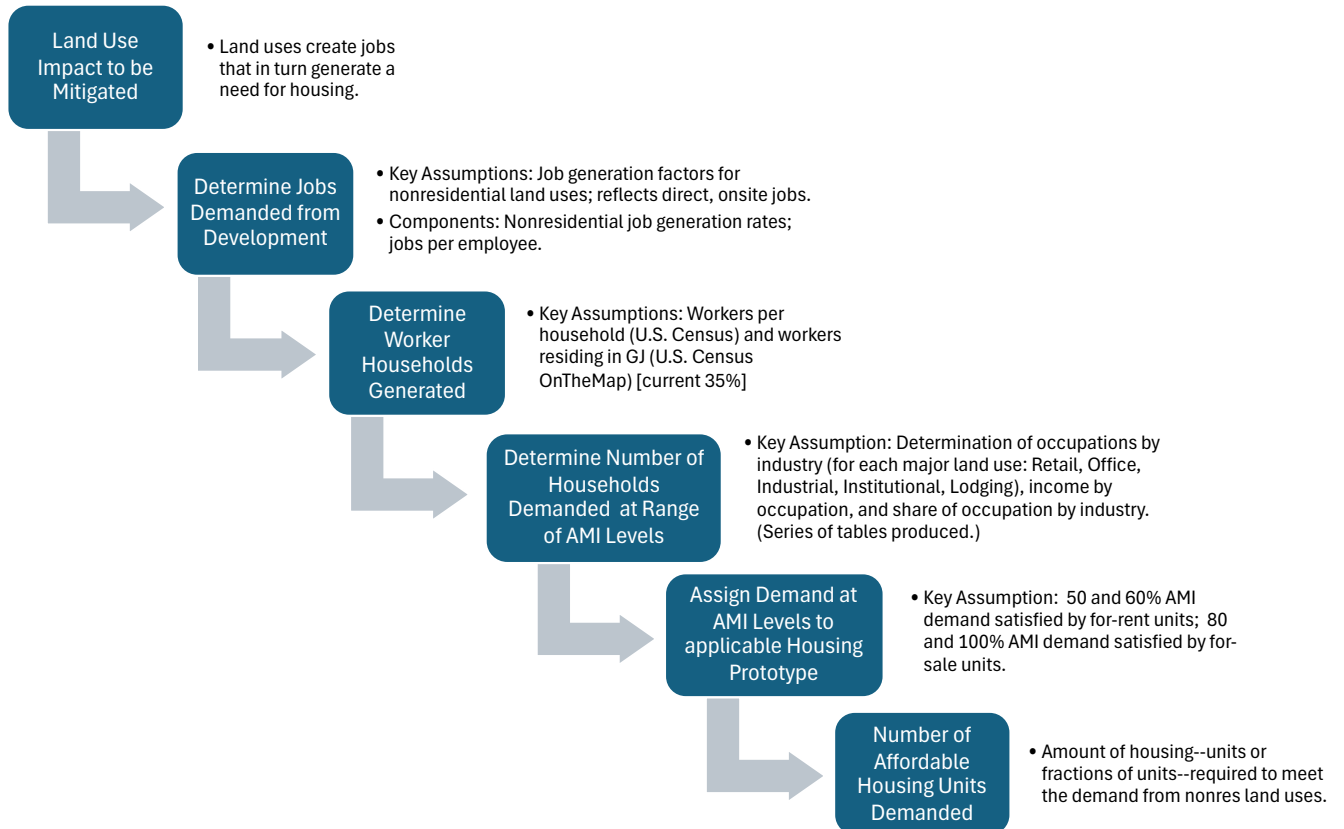 Land Use
Impact to be
Mitigated
• Land uses create jobs
that in turn generate a
need for housing.
Determine Jobs
Demanded from
Development
• Key Assumptions: Job generation factors for
nonresidential land uses; reflects direct, onsite jobs.
• Components: Nonresidential job generation rates;
jobs per employee.
Determine
Worker
Households
Generated
• Key Assumptions: Workers per
household (U.S. Census) and workers
residing in GJ (U.S. Census
OnTheMap) [current 35%]
Determine Number of
Households
Demanded at Range
of AMI Levels
• Key Assumption: Determination of occupations by
industry (for each major land use: Retail, Office,
Industrial, Institutional, Lodging), income by
occupation, and share of occupation by industry.
(Series of tables produced.)
Assign Demand at
AMI Levels to
applicable Housing
Prototype
• Key Assumption: 50 and 60% AMI
demand satisfied by for-rent units; 80
and 100% AMI demand satisfied by for-
sale units.
Number of
Affordable
Housing Units
Demanded
• Amount of housing--units or
fractions of units--required to meet
the demand from nonres land uses.